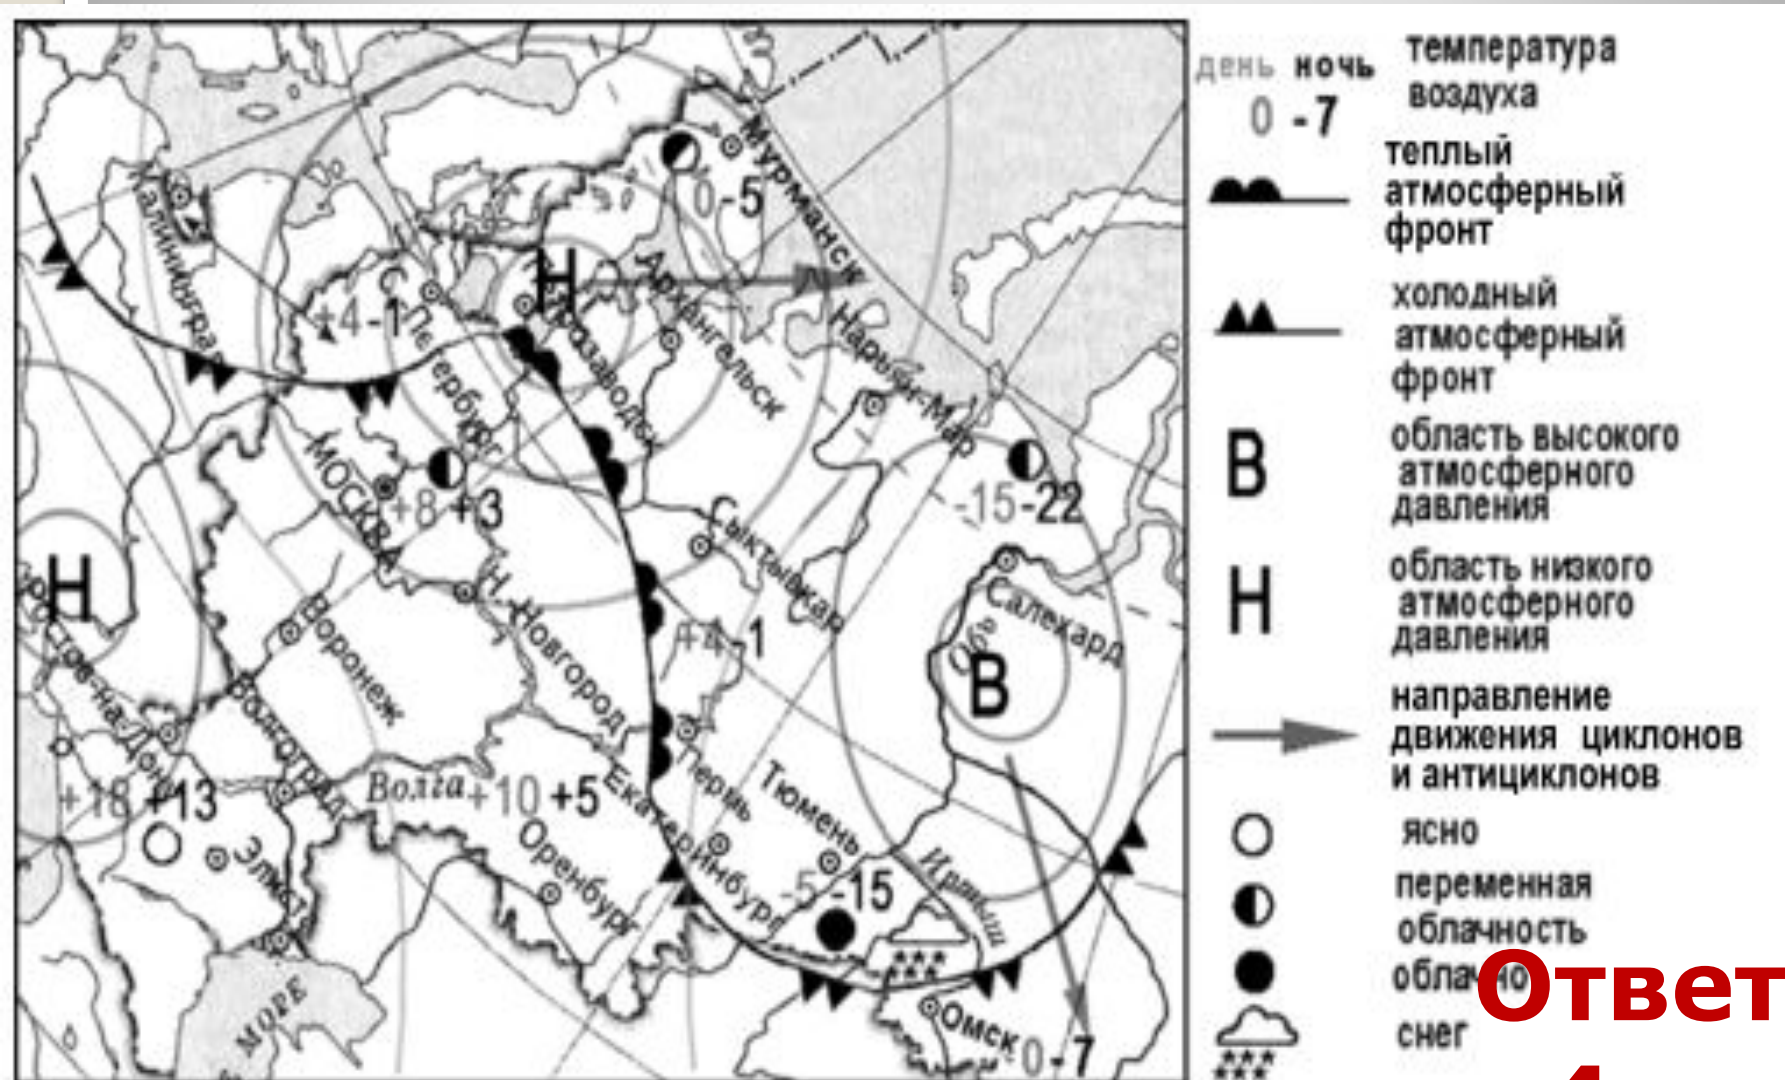 Мурманск
0 -5
Калининград
Н
Архангельск
+4 -1
С.
Петербург
Петрозаводск
Нарьян-Мар
МОСКВА
+8 +3
-15 -22
Сыктывкар
Н
Салехард
Обь
Ростов-на-Дону
Н. Новгород
+4 -1
В
Воронеж
Волгоград
Пермь
Тюмень
Волга
+10 +5
Екатеринбург
+18 +13
Оренбург
Элиста
-5 -15
Иртыш
МОРЕ
Омск
0 -7
день ночь
0 -7
температура
воздуха
теплый
атмосферный
фронт
холодный
атмосферный
фронт
В
область высокого
атмосферного
давления
Н
область низкого
атмосферного
давления
направление
движения циклонов
и антициклонов
ясно
переменная
облачность
облачно
снег
Ответ